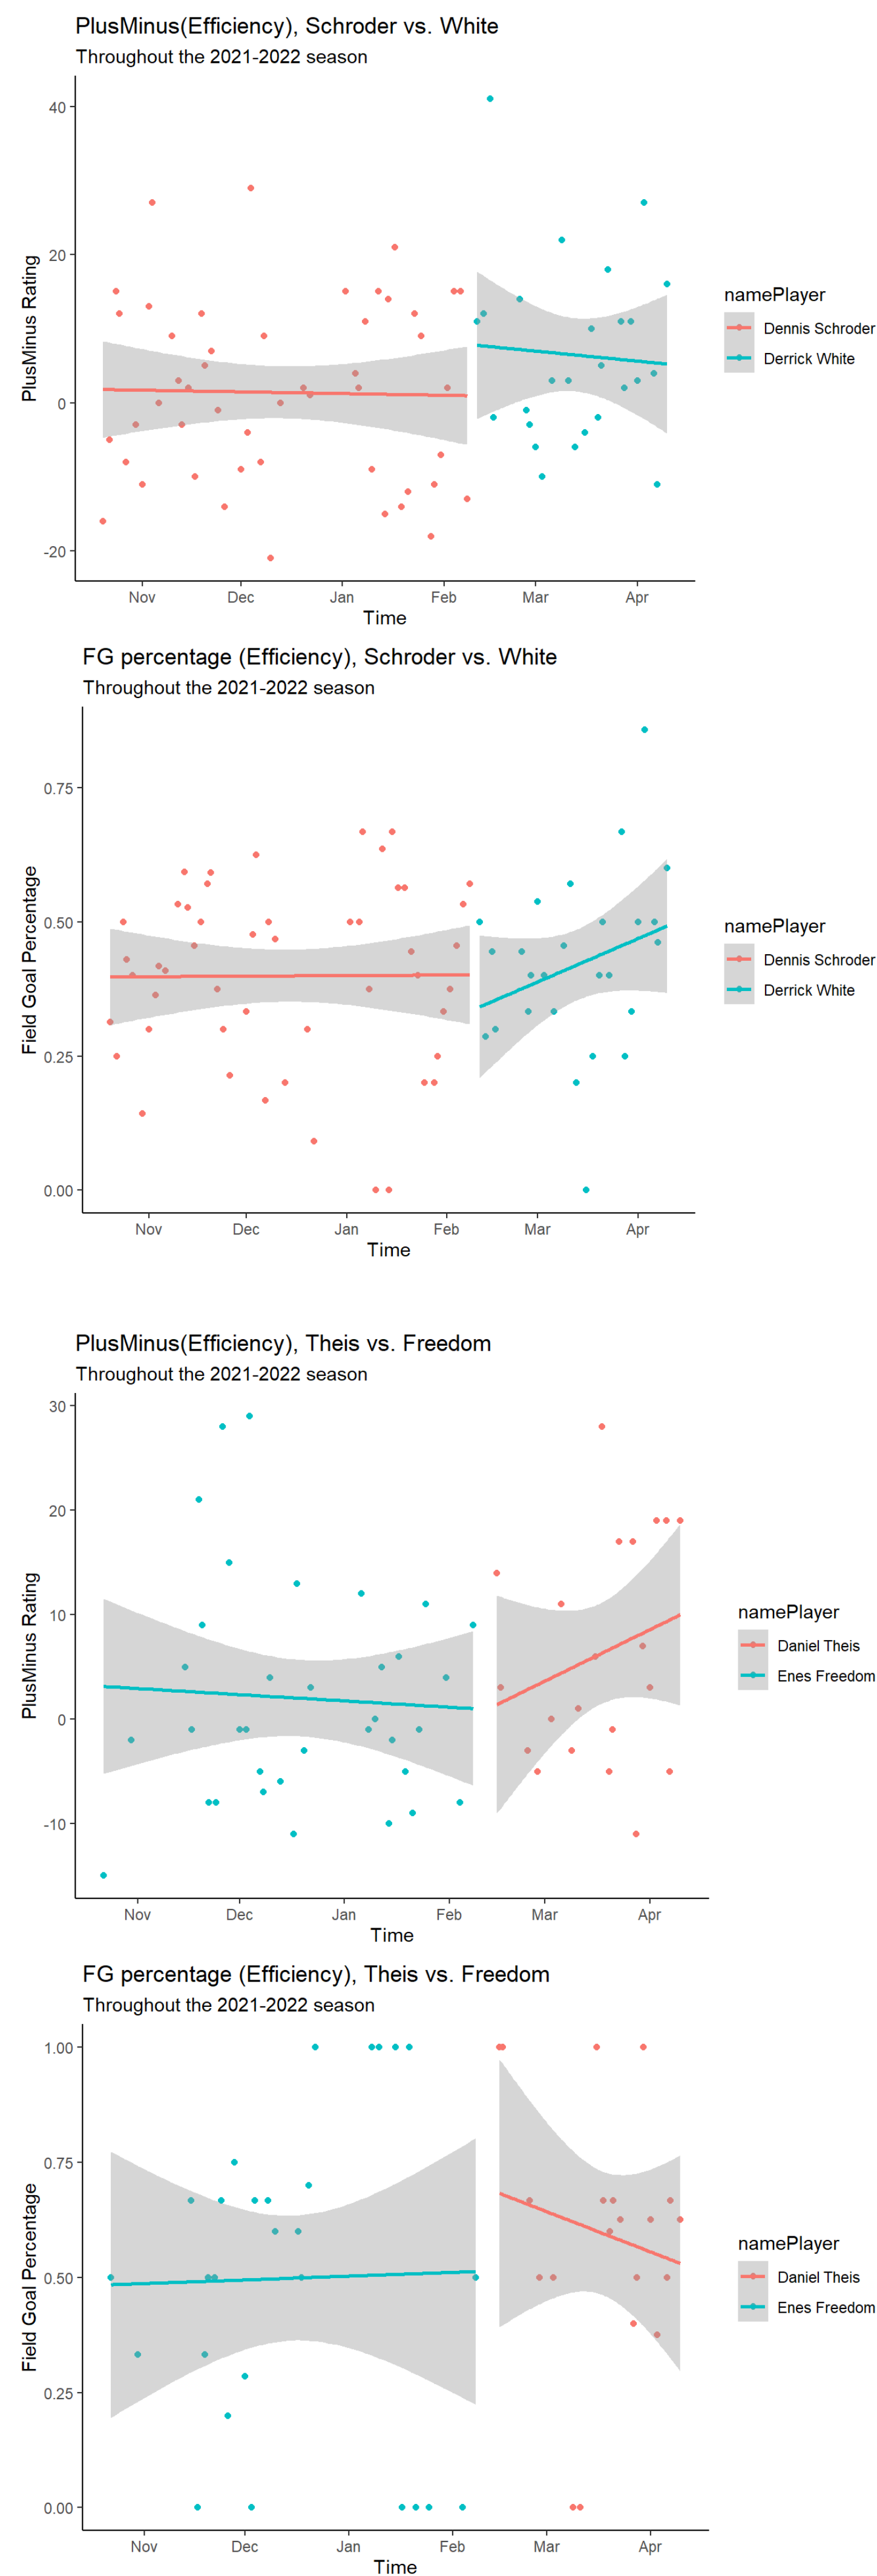 PlusMinus(Efficiency), Schroder vs. White
Throughout the 2021-2022 season
40
20
0
-20
PlusMinus Rating
Nov Dec Jan Feb Mar Apr
Time
namePlayer
Dennis Schroder
Derrick White
FG percentage (Efficiency), Schroder vs. White
Throughout the 2021-2022 season
0.75
0.50
0.25
0.00
Field Goal Percentage
Nov Dec Jan Feb Mar Apr
Time
namePlayer
Dennis Schroder
Derrick White
PlusMinus(Efficiency), Theis vs. Freedom
Throughout the 2021-2022 season
30
20
10
0
-10
PlusMinus Rating
Nov Dec Jan Feb Mar Apr
Time
namePlayer
Daniel Theis
Enes Freedom
FG percentage (Efficiency), Theis vs. Freedom
Throughout the 2021-2022 season
1.00
0.75
0.50
0.25
0.00
Field Goal Percentage
Nov Dec Jan Feb Mar Apr
Time
namePlayer
Daniel Theis
Enes Freedom